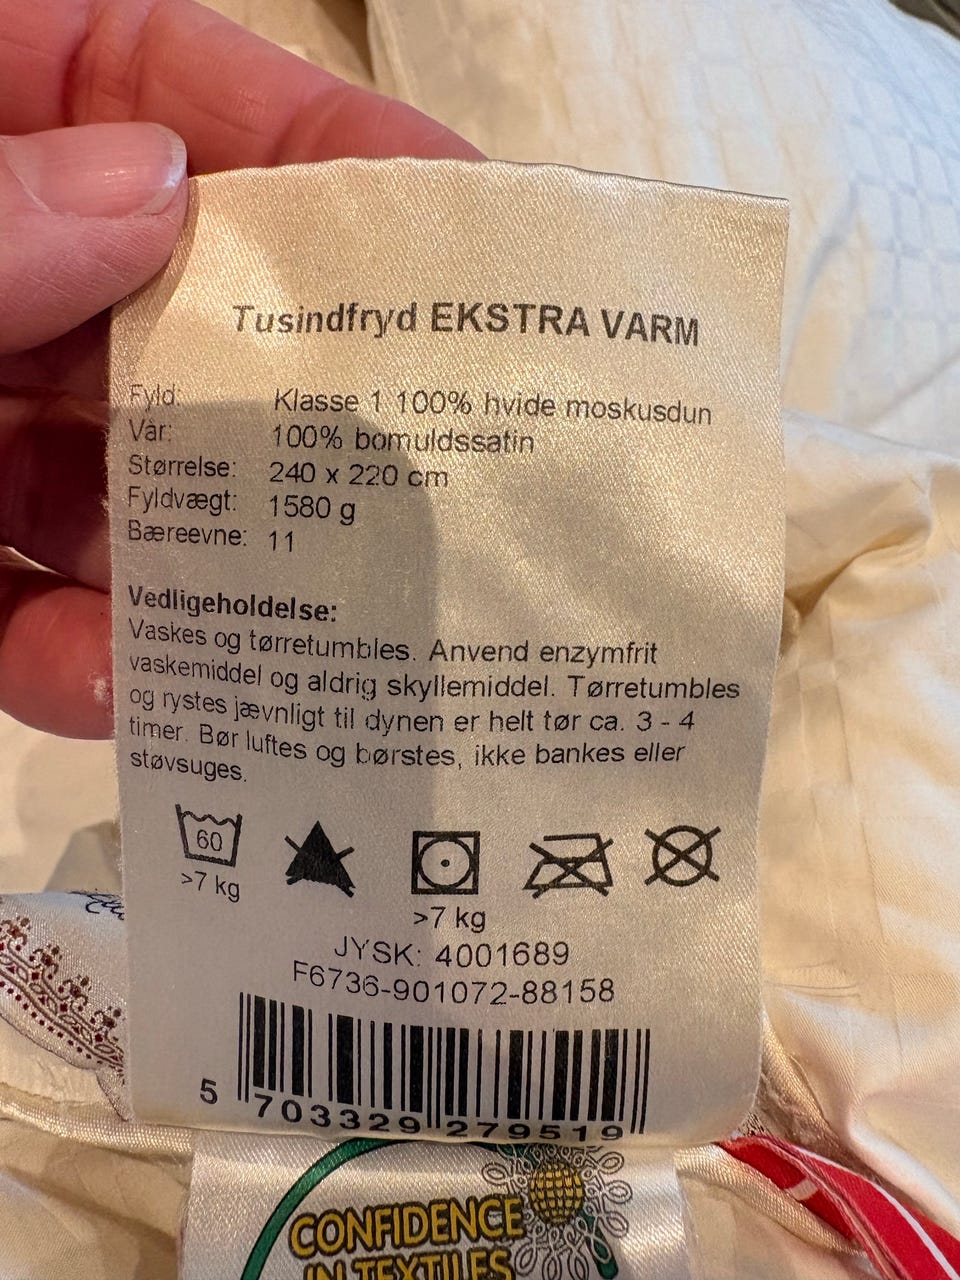 Tusindfryd EKSTRA VARM
Fyld: Klasse 1 100% hvide moskusdun
Vår: 100% bomuldssatin
Størrelse: 240 x 220 cm
Fyldvægt: 1580 g
Bæreevne: 11
Vedligeholdelse:
Vaskes og tørretumbles. Anvend enzymfrit
vaskemiddel og aldrig skyllemiddel. Tørretumbles
og rystes jævnligt til dynen er helt tør ca. 3 - 4
timer. Bør luftes og børstes, ikke bankes eller
støvsuges.
60
>7 kg
>7 kg
JYSK: 4001689
F6736-901072-88158
5 703329 279519
CONFIDENCE
IN TEXTILES